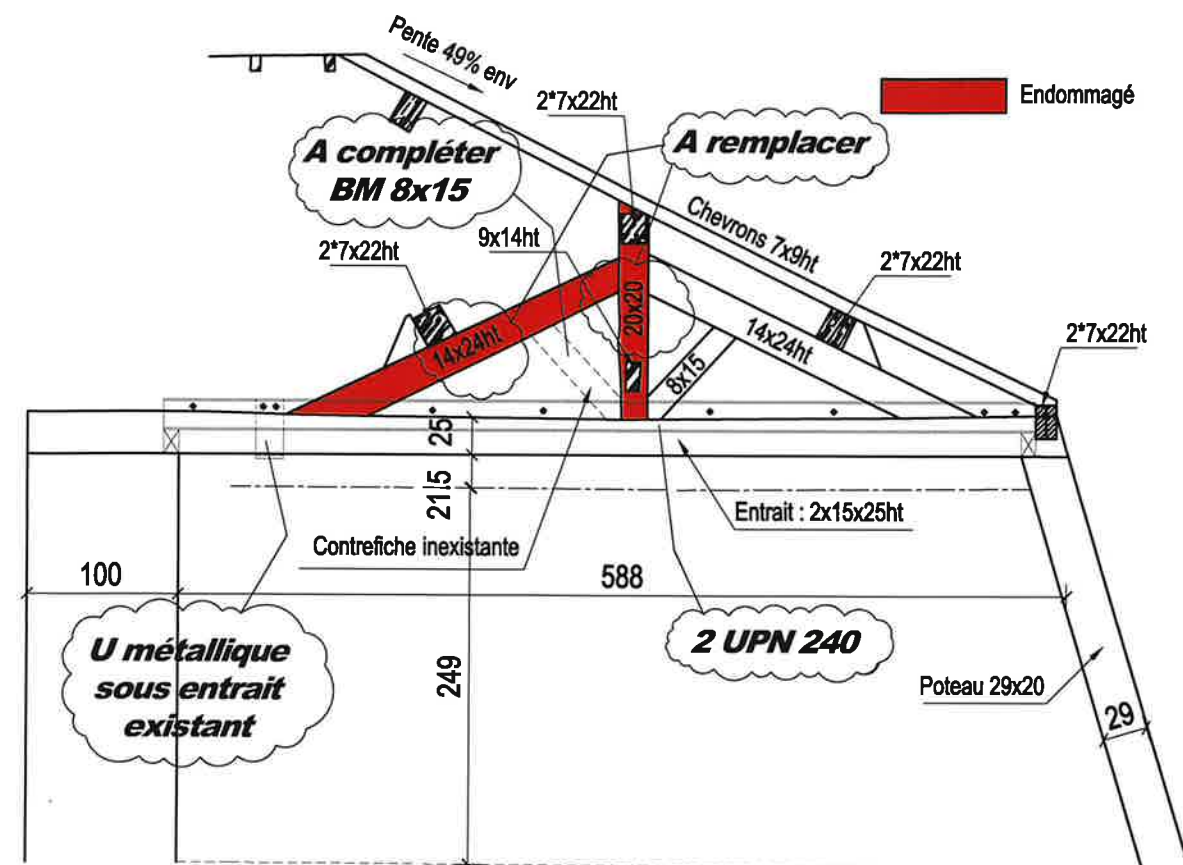 Pente 49% env
2*7x22ht
Endommagé
A compléter
BM 8x15
A remplacer
Chevrons 7x9ht
9x14ht
2*7x22ht
2*7x22ht
2*7x22ht
14x24ht
20x20
14x24ht
8x15
25
21.5
Entrait : 2x15x25ht
Contrefiche inexistante
100
588
U métallique
sous entrait
existant
2 UPN 240
249
Poteau 29x20
29